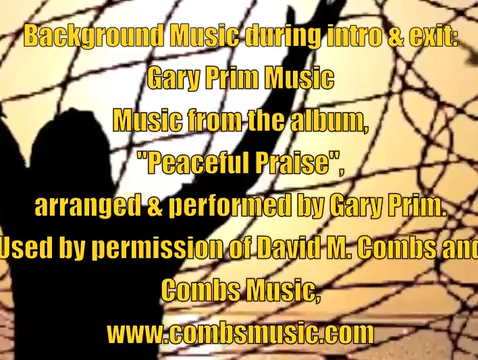 Background Music during intro & exit:
Gary Prim Music
Music from the album,
"Peaceful Praise",
arranged & performed by Gary Prim.
Used by permission of David M. Combs and
Combs Music,
www.combsmusic.com